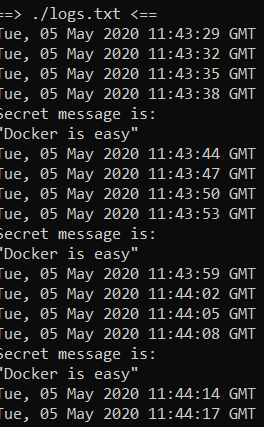 ==> ./logs.txt <==
Tue, 05 May 2020 11:43:29 GMT
Tue, 05 May 2020 11:43:32 GMT
Tue, 05 May 2020 11:43:35 GMT
Tue, 05 May 2020 11:43:38 GMT
Secret message is:
"Docker is easy"
Tue, 05 May 2020 11:43:44 GMT
Tue, 05 May 2020 11:43:47 GMT
Tue, 05 May 2020 11:43:50 GMT
Tue, 05 May 2020 11:43:53 GMT
Secret message is:
"Docker is easy"
Tue, 05 May 2020 11:43:59 GMT
Tue, 05 May 2020 11:44:02 GMT
Tue, 05 May 2020 11:44:05 GMT
Tue, 05 May 2020 11:44:08 GMT
Secret message is:
"Docker is easy"
Tue, 05 May 2020 11:44:14 GMT
Tue, 05 May 2020 11:44:17 GMT